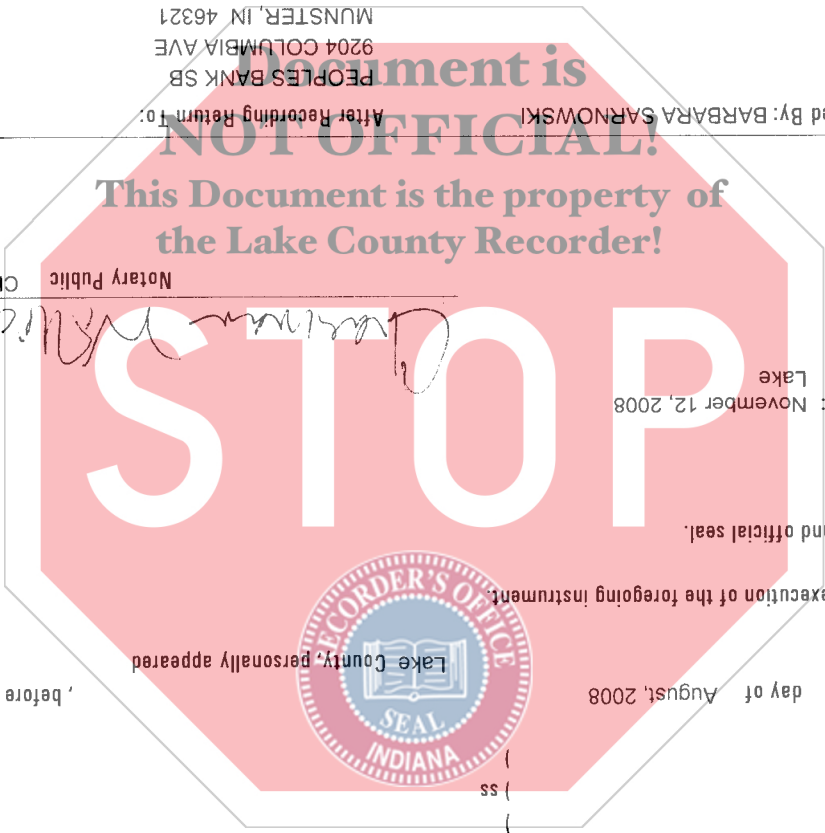 Document is
NOT OFFICIAL!
This Document is the property of
the Lake County Recorder!
STOP
RECORDER'S OFFICE
SEAL
INDIANA
)
) ss
)
day of August, 2008 , before
Lake County, personally appeared
execution of the foregoing instrument.
and official seal.
: November 12, 2008
Lake
Notary Public
ed By: BARBARA SARNOWSKI After Recording Return To:
PEOPLES BANK SB
9204 COLUMBIA AVE
MUNSTER, IN 46321